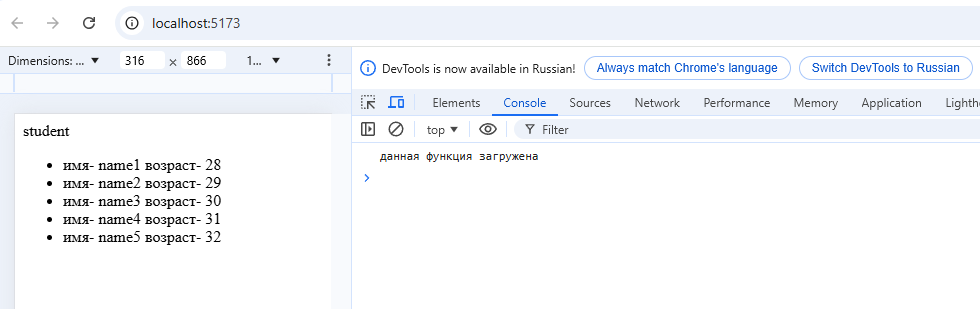 localhost:5173
Dimensions: ... 316 × 866 1...
DevTools is now available in Russian! Always match Chrome's language Switch DevTools to Russian
Elements Console Sources Network Performance Memory Application Lighth
top Filter
данная функция загружена
student
имя- name1 возраст- 28
имя- name2 возраст- 29
имя- name3 возраст- 30
имя- name4 возраст- 31
имя- name5 возраст- 32